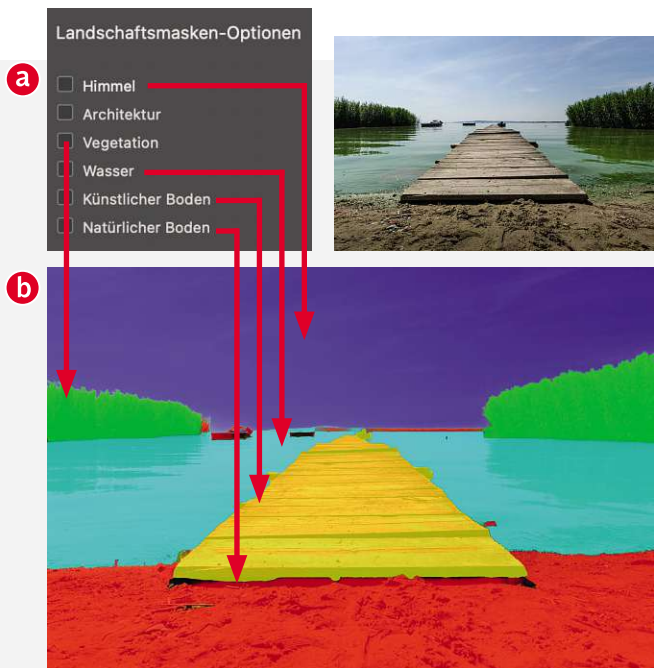 Landschaftsmasken-Optionen
a
Himmel
Architektur
Vegetation
Wasser
Künstlicher Boden
Natürlicher Boden
b